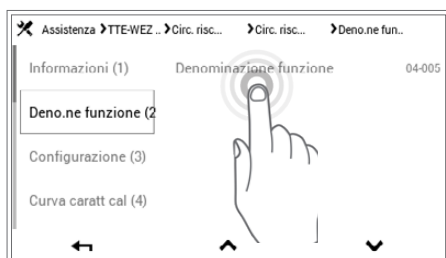 Assistenza >TTE-WEZ .. >Circ. risc... >Circ. risc... >Deno.ne fun..
Informazioni (1) Denominazione funzione 04-005
Deno.ne funzione (2
Configurazione (3)
Curva caratt cal (4)